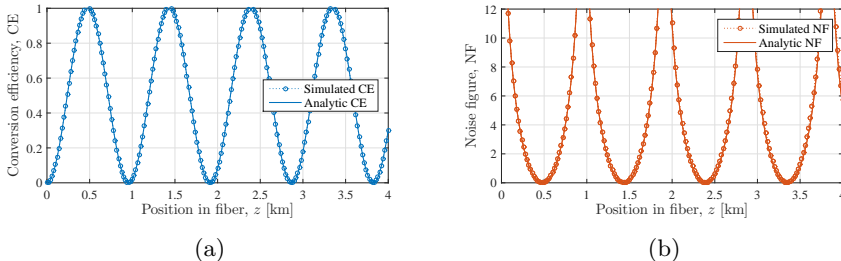 Conversion efficiency, CE
1
0.8
0.6
0.4
0.2
0
Simulated CE
Analytic CE
0 0.5 1 1.5 2 2.5 3 3.5 4
Position in fiber, z [km]
(a)
Noise figure, NF
12
10
8
6
4
2
0
Simulated NF
Analytic NF
0 0.5 1 1.5 2 2.5 3 3.5 4
Position in fiber, z [km]
(b)